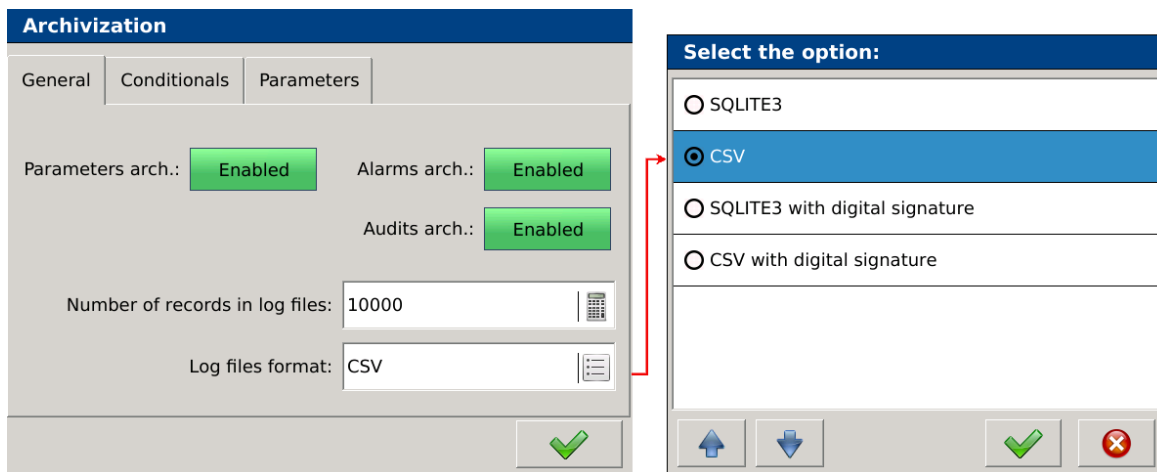 Archivization
General Conditionals Parameters
Parameters arch.: Enabled Alarms arch.: Enabled
Audits arch.: Enabled
Number of records in log files: 10000
Log files format: CSV
Select the option:
SQLITE3
CSV
SQLITE3 with digital signature
CSV with digital signature